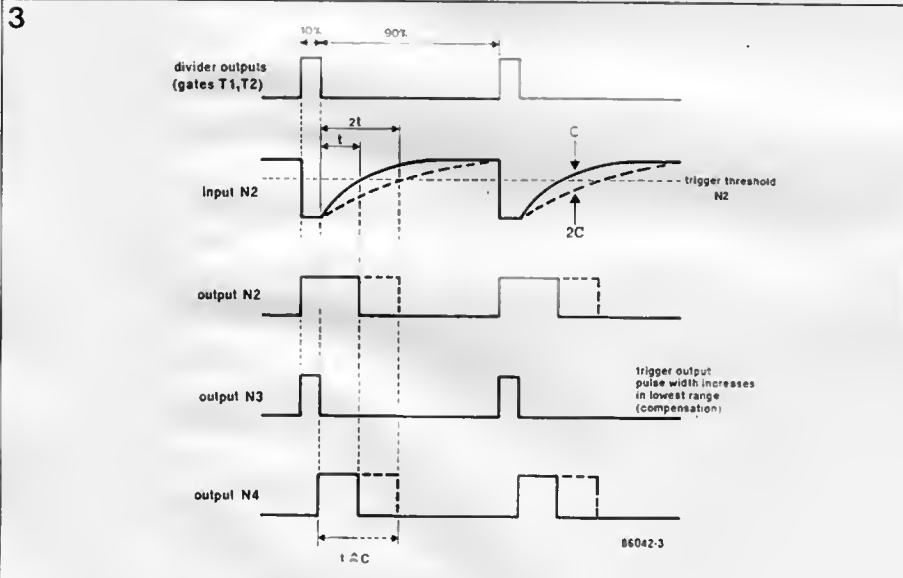 3
10% 90%
divider outputs
(gates T1,T2)
2t
t
C
input N2
trigger threshold
N2
2C
output N2
output N3
trigger output
pulse width increases
in lowest range
(compensation)
output N4
86042-3
t ≙ C